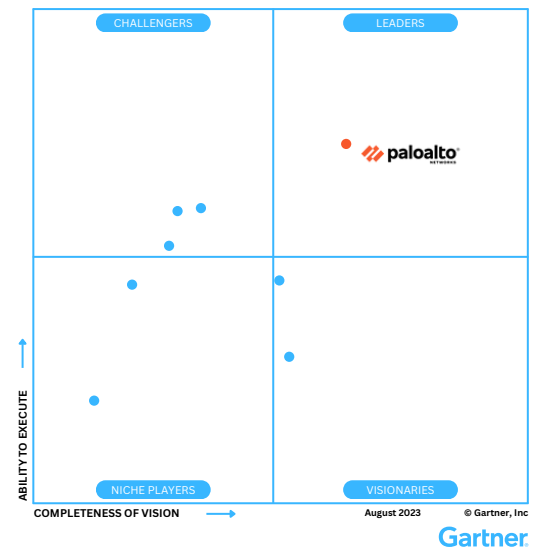 CHALLENGERS
LEADERS
paloalto®
NETWORKS
ABILITY TO EXECUTE
NICHE PLAYERS
VISIONARIES
COMPLETENESS OF VISION
August 2023
© Gartner, Inc
Gartner